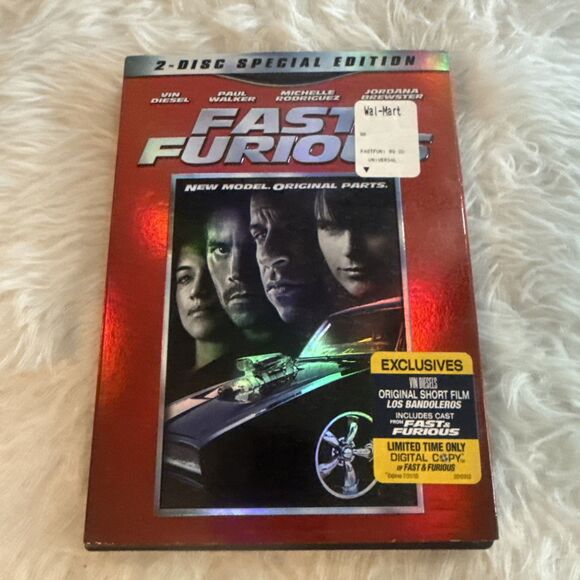 2-DISC SPECIAL EDITION
VIN DIESEL
PAUL WALKER
MICHELLE RODRIGUEZ
JORDANA BREWSTER
Wal-Mart
UNIVERSAL
FAST
FURIOUS
NEW MODEL. ORIGINAL PARTS.
EXCLUSIVES
VIN DIESEL'S
ORIGINAL SHORT FILM
LOS BANDOLEROS
INCLUDES CAST
FROM FAST &
FURIOUS
LIMITED TIME ONLY
DIGITAL COPY
OF FAST & FURIOUS